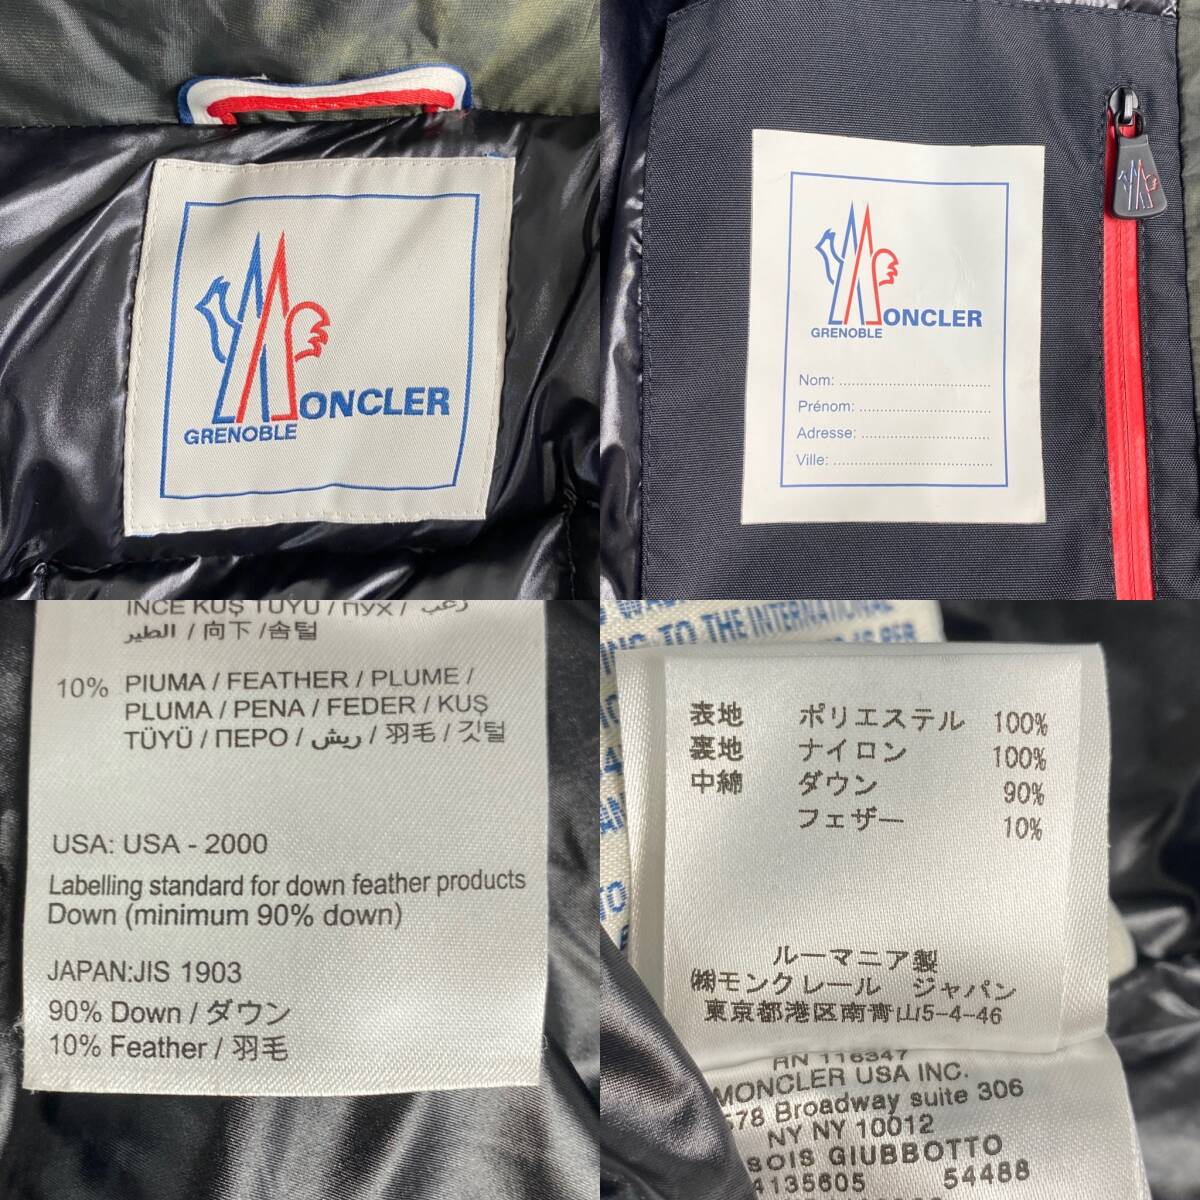 GRENOBLE
MONCLER
GRENOBLE
MONCLER
Nom: ................................
Prénom: ................................
Adresse: ................................
Ville: ................................
INCE KUŞ TÜYÜ / ПУХ / زغب
الطير / 向下 /솜털
10% PIUMA / FEATHER / PLUME /
PLUMA / PENA / FEDER / KUŞ
TÜYÜ / ПЕРО / ريش / 羽毛 / 깃털
USA: USA - 2000
Labelling standard for down feather products
Down (minimum 90% down)
JAPAN:JIS 1903
90% Down / ダウン
10% Feather / 羽毛
TO THE INTERNATIONAL
表地 ポリエステル 100%
裏地 ナイロン 100%
中綿 ダウン 90%
フェザー 10%
ルーマニア製
㈱モンクレール ジャパン
東京都港区南青山5-4-46
RN 116347
MONCLER USA INC.
578 Broadway suite 306
NY NY 10012
SOIS GIUBBOTTO
4135605 54488